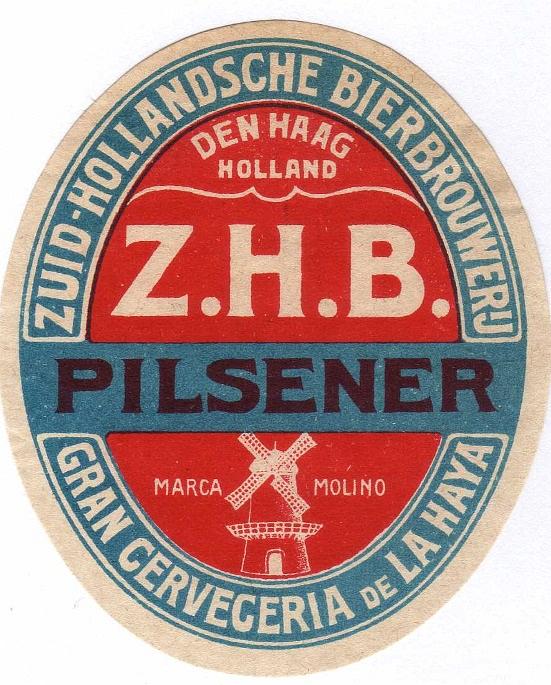 ZUID-HOLLANDSCHE BIERBROUWERIJ
DEN HAAG
HOLLAND
Z.H.B.
PILSENER
MARCA MOLINO
GRAN CERVECERIA DE LA HAYA